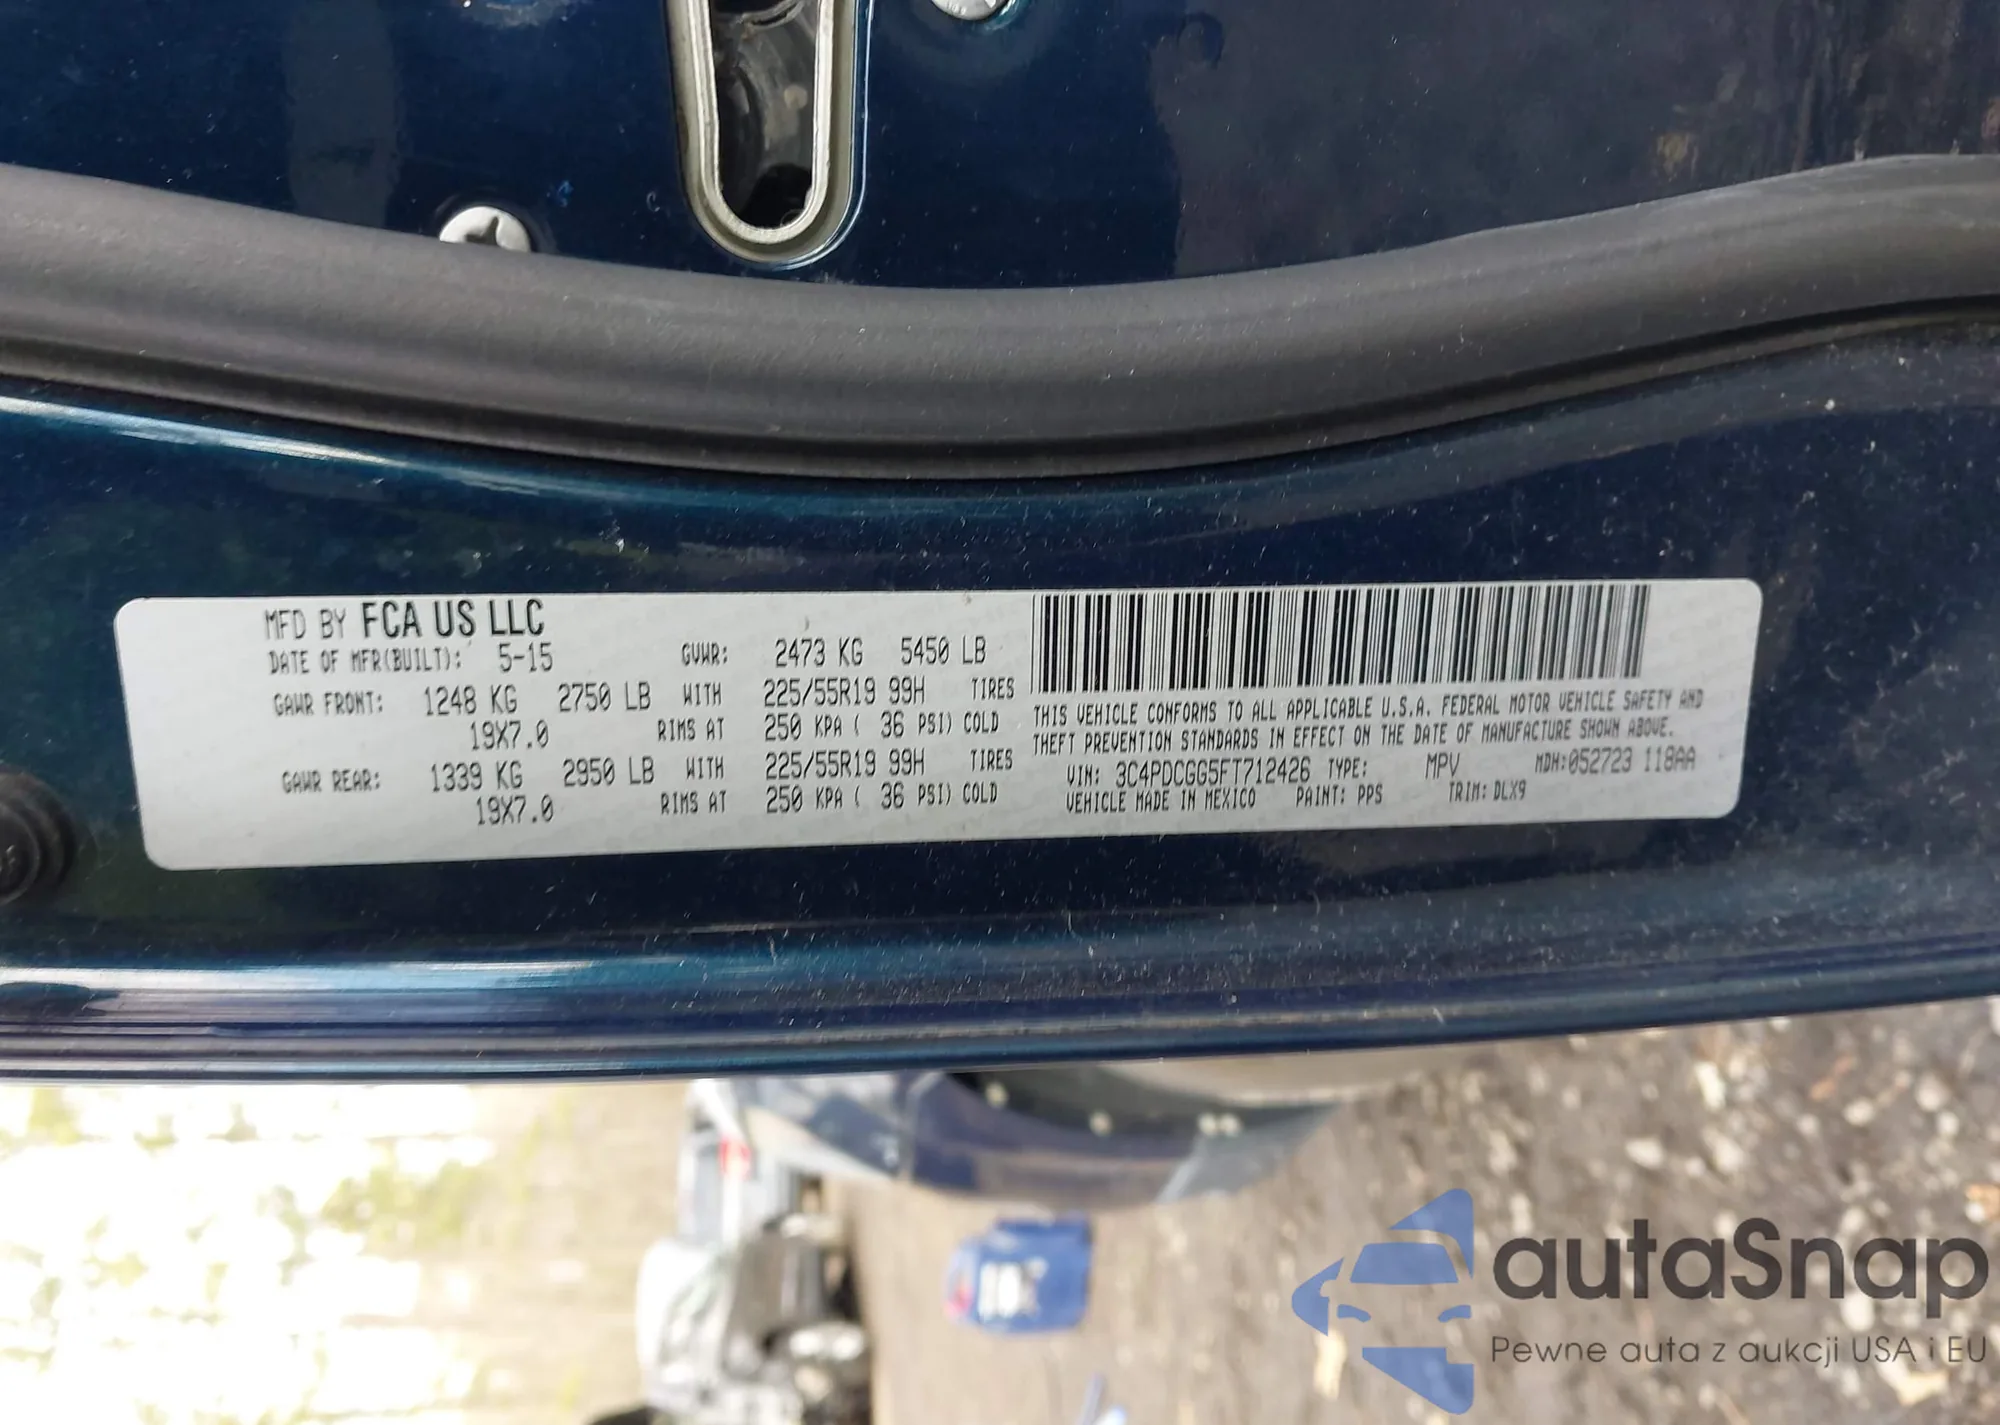 MFD BY FCA US LLC
DATE OF MFR(BUILT): 5-15 GVWR: 2473 KG 5450 LB
GAWR FRONT: 1248 KG 2750 LB WITH 225/55R19 99H TIRES
19X7.0 RIMS AT 250 KPA ( 36 PSI) COLD
GAWR REAR: 1339 KG 2950 LB WITH 225/55R19 99H TIRES
19X7.0 RIMS AT 250 KPA ( 36 PSI) COLD
THIS VEHICLE CONFORMS TO ALL APPLICABLE U.S.A. FEDERAL MOTOR VEHICLE SAFETY AND
THEFT PREVENTION STANDARDS IN EFFECT ON THE DATE OF MANUFACTURE SHOWN ABOVE.
VIN: 3C4PDCGG5FT712426 TYPE: MPV MDH:052723 118AA
VEHICLE MADE IN MEXICO PAINT: PPS TRIM: DLX9
autaSnap
Pewne auta z aukcji USA i EU